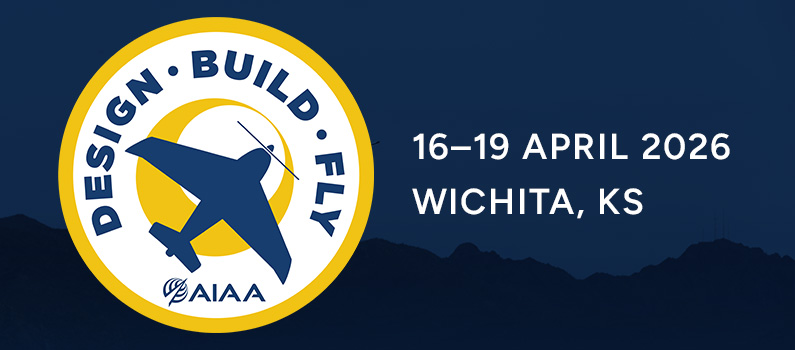 DESIGN · BUILD · FLY
AIAA
16–19 APRIL 2026
WICHITA, KS